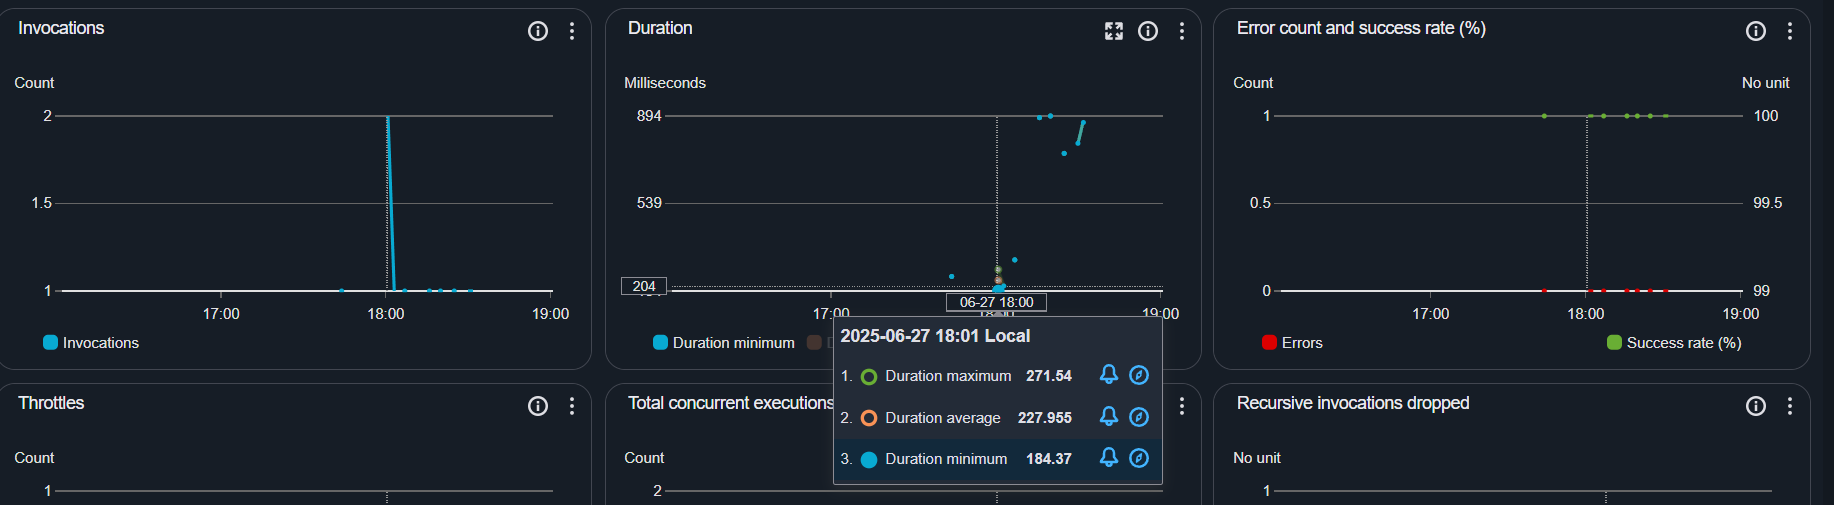 Invocations
Count
2
1.5
1
17:00 18:00 19:00
Invocations
Duration
Milliseconds
894
539
204
06-27 18:00
17:00 19:00
Duration minimum
2025-06-27 18:01 Local
1. Duration maximum 271.54
2. Duration average 227.955
3. Duration minimum 184.37
Error count and success rate (%)
Count No unit
1 100
0.5 99.5
0 99
17:00 18:00 19:00
Errors Success rate (%)
Throttles
Count
1
Total concurrent executions
Count
2
Recursive invocations dropped
No unit
1